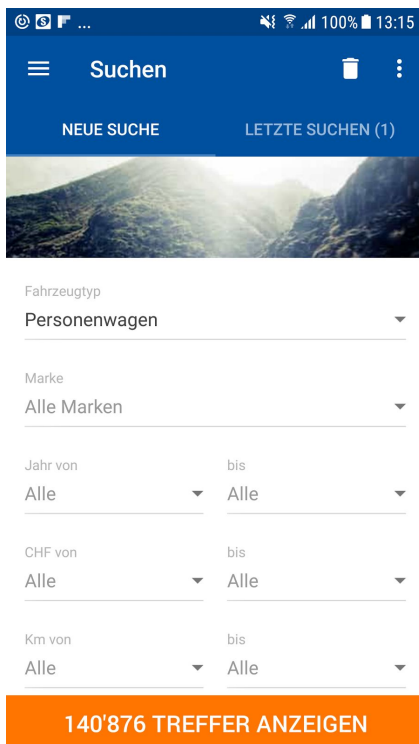 ... 100% 13:15
Suchen
NEUE SUCHE LETZTE SUCHEN (1)
Fahrzeugtyp
Personenwagen
Marke
Alle Marken
Jahr von bis
Alle Alle
CHF von bis
Alle Alle
Km von bis
Alle Alle
140'876 TREFFER ANZEIGEN